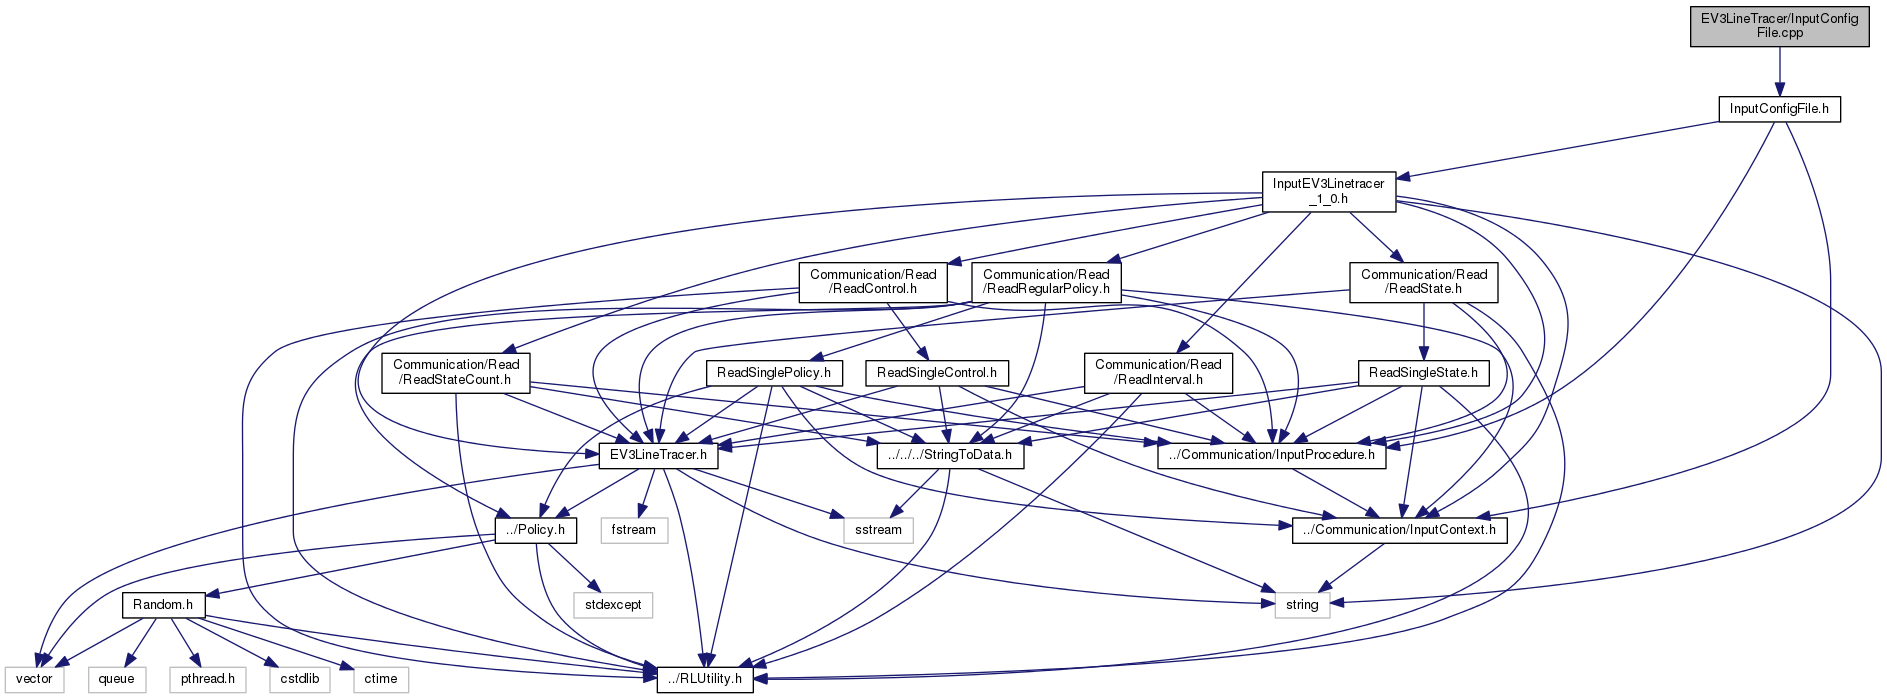 EV3LineTracer/InputConfig
File.cpp
InputConfigFile.h
InputEV3Linetracer
_1_0.h
Communication/Read
/ReadControl.h
Communication/Read
/ReadRegularPolicy.h
Communication/Read
/ReadState.h
Communication/Read
/ReadStateCount.h
ReadSinglePolicy.h
ReadSingleControl.h
Communication/Read
/ReadInterval.h
ReadSingleState.h
EV3LineTracer.h
../../../StringToData.h
../Communication/InputProcedure.h
../Policy.h
fstream
sstream
../Communication/InputContext.h
Random.h
stdexcept
string
vector
queue
pthread.h
cstdlib
ctime
../RLUtility.h